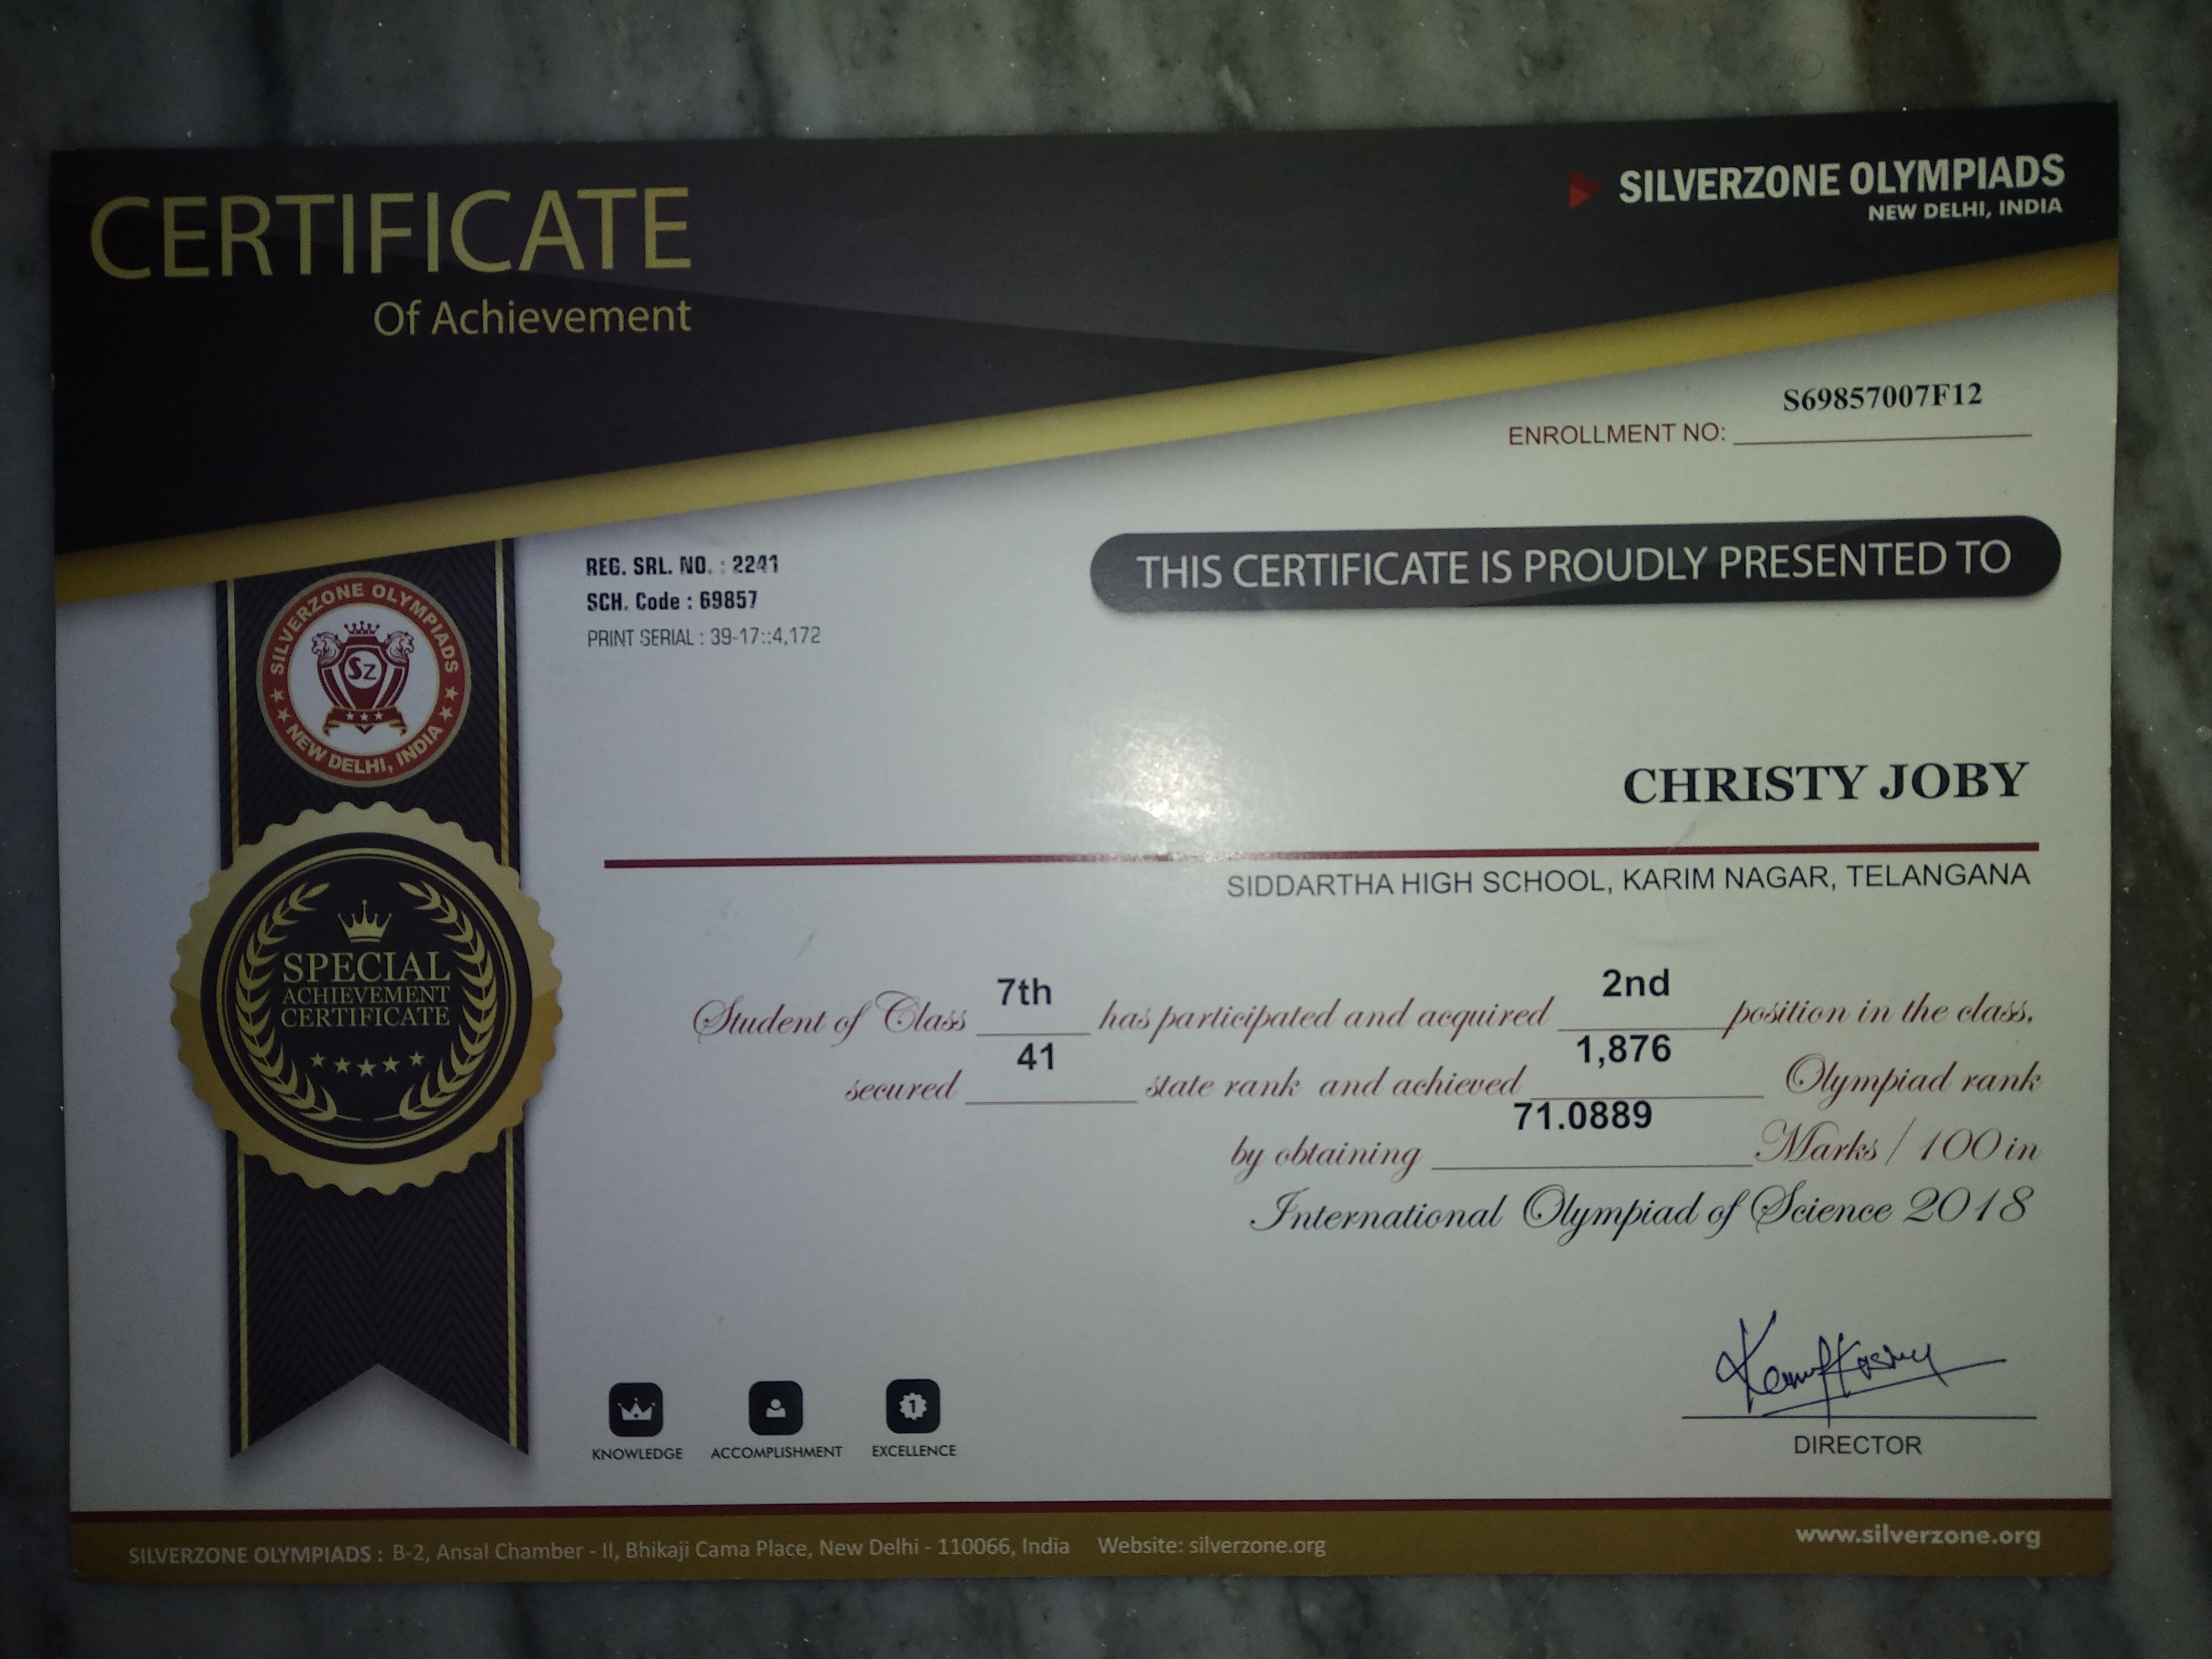 CERTIFICATE
Of Achievement
SILVERZONE OLYMPIADS
NEW DELHI, INDIA
S69857007F12
ENROLLMENT NO:
REG. SRL. NO. : 2241
SCH. Code : 69857
PRINT SERIAL : 39-17::4,172
THIS CERTIFICATE IS PROUDLY PRESENTED TO
SILVERZONE OLYMPIADS
SZ
NEW DELHI, INDIA
CHRISTY JOBY
SIDDARTHA HIGH SCHOOL, KARIM NAGAR, TELANGANA
SPECIAL
ACHIEVEMENT
CERTIFICATE
Student of Class 7th has participated and acquired 2nd position in the class,
secured 41 state rank and achieved 1,876 Olympiad rank
by obtaining 71.0889 Marks / 100 in
International Olympiad of Science 2018
1
KNOWLEDGE ACCOMPLISHMENT EXCELLENCE
DIRECTOR
SILVERZONE OLYMPIADS : B-2, Ansal Chamber - II, Bhikaji Cama Place, New Delhi - 110066, India Website: silverzone.org
www.silverzone.org